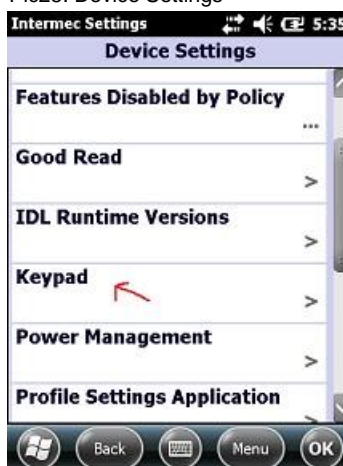 Intermec Settings 5:35
Device Settings
Features Disabled by Policy
...
Good Read
>
IDL Runtime Versions
>
Keypad
>
Power Management
>
Profile Settings Application
Back Menu OK